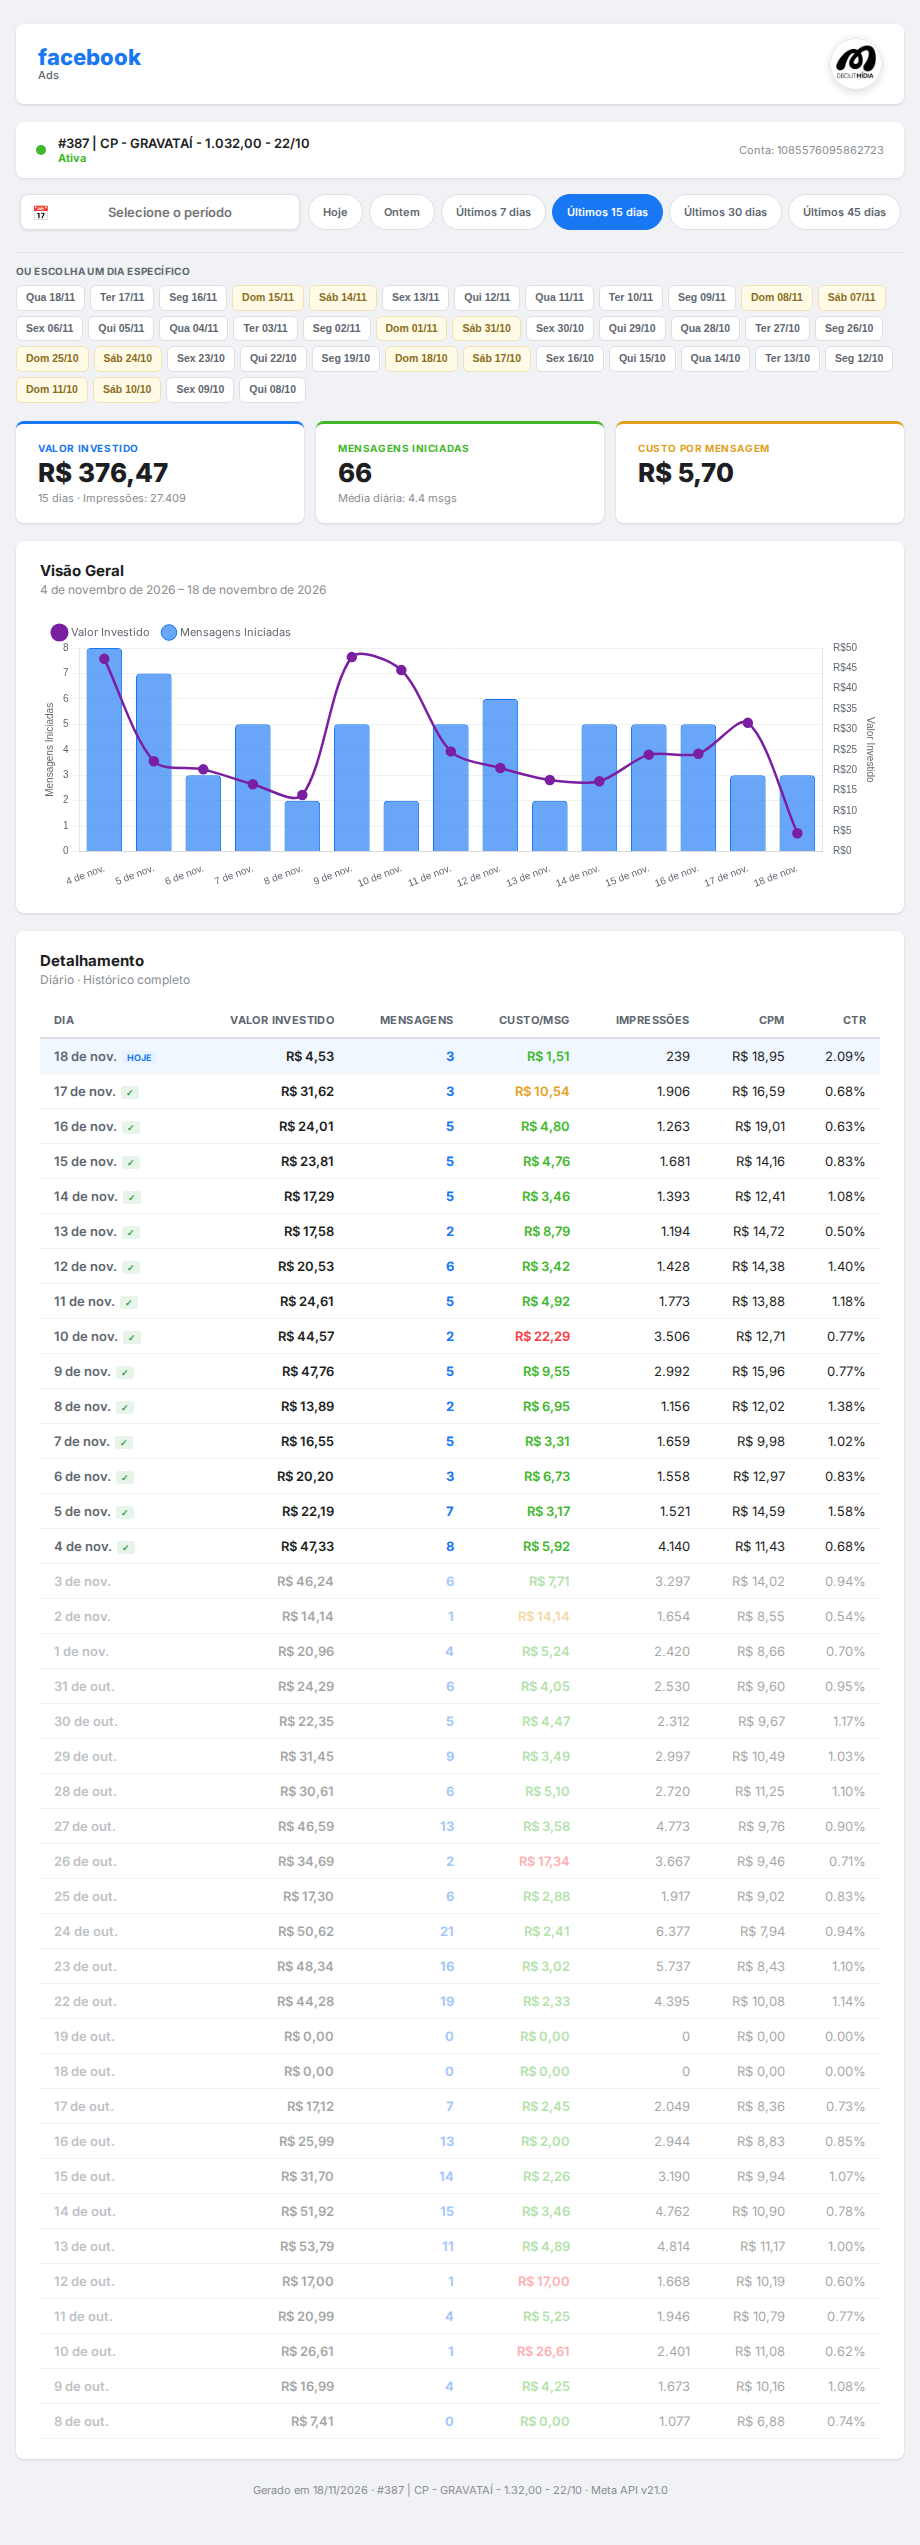 facebook
Ads
DBOUT MÍDIA
#387 | CP - GRAVATAÍ - 1.032,00 - 22/10
Ativa
Conta: 1085576095862723
📅 Selecione o período Hoje Ontem Últimos 7 dias Últimos 15 dias Últimos 30 dias Últimos 45 dias
OU ESCOLHA UM DIA ESPECÍFICO
Qua 18/11 Ter 17/11 Seg 16/11 Dom 15/11 Sáb 14/11 Sex 13/11 Qui 12/11 Qua 11/11 Ter 10/11 Seg 09/11 Dom 08/11 Sáb 07/11
Sex 06/11 Qui 05/11 Qua 04/11 Ter 03/11 Seg 02/11 Dom 01/11 Sáb 31/10 Sex 30/10 Qui 29/10 Qua 28/10 Ter 27/10 Seg 26/10
Dom 25/10 Sáb 24/10 Sex 23/10 Qui 22/10 Seg 19/10 Dom 18/10 Sáb 17/10 Sex 16/10 Qui 15/10 Qua 14/10 Ter 13/10 Seg 12/10
Dom 11/10 Sáb 10/10 Sex 09/10 Qui 08/10
VALOR INVESTIDO
R$ 376,47
15 dias · Impressões: 27.409
MENSAGENS INICIADAS
66
Média diária: 4.4 msgs
CUSTO POR MENSAGEM
R$ 5,70
Visão Geral
4 de novembro de 2026 – 18 de novembro de 2026
Valor Investido Mensagens Iniciadas
Mensagens Iniciadas
8
7
6
5
4
3
2
1
0
R$50
R$45
R$40
R$35
R$30
R$25
R$20
R$15
R$10
R$5
R$0
Valor Investido
4 de nov. 5 de nov. 6 de nov. 7 de nov. 8 de nov. 9 de nov. 10 de nov. 11 de nov. 12 de nov. 13 de nov. 14 de nov. 15 de nov. 16 de nov. 17 de nov. 18 de nov.
Detalhamento
Diário · Histórico completo
DIA VALOR INVESTIDO MENSAGENS CUSTO/MSG IMPRESSÕES CPM CTR
18 de nov. HOJE R$ 4,53 3 R$ 1,51 239 R$ 18,95 2.09%
17 de nov. ✓ R$ 31,62 3 R$ 10,54 1.906 R$ 16,59 0.68%
16 de nov. ✓ R$ 24,01 5 R$ 4,80 1.263 R$ 19,01 0.63%
15 de nov. ✓ R$ 23,81 5 R$ 4,76 1.681 R$ 14,16 0.83%
14 de nov. ✓ R$ 17,29 5 R$ 3,46 1.393 R$ 12,41 1.08%
13 de nov. ✓ R$ 17,58 2 R$ 8,79 1.194 R$ 14,72 0.50%
12 de nov. ✓ R$ 20,53 6 R$ 3,42 1.428 R$ 14,38 1.40%
11 de nov. ✓ R$ 24,61 5 R$ 4,92 1.773 R$ 13,88 1.18%
10 de nov. ✓ R$ 44,57 2 R$ 22,29 3.506 R$ 12,71 0.77%
9 de nov. ✓ R$ 47,76 5 R$ 9,55 2.992 R$ 15,96 0.77%
8 de nov. ✓ R$ 13,89 2 R$ 6,95 1.156 R$ 12,02 1.38%
7 de nov. ✓ R$ 16,55 5 R$ 3,31 1.659 R$ 9,98 1.02%
6 de nov. ✓ R$ 20,20 3 R$ 6,73 1.558 R$ 12,97 0.83%
5 de nov. ✓ R$ 22,19 7 R$ 3,17 1.521 R$ 14,59 1.58%
4 de nov. ✓ R$ 47,33 8 R$ 5,92 4.140 R$ 11,43 0.68%
3 de nov. R$ 46,24 6 R$ 7,71 3.297 R$ 14,02 0.94%
2 de nov. R$ 14,14 1 R$ 14,14 1.654 R$ 8,55 0.54%
1 de nov. R$ 20,96 4 R$ 5,24 2.420 R$ 8,66 0.70%
31 de out. R$ 24,29 6 R$ 4,05 2.530 R$ 9,60 0.95%
30 de out. R$ 22,35 5 R$ 4,47 2.312 R$ 9,67 1.17%
29 de out. R$ 31,45 9 R$ 3,49 2.997 R$ 10,49 1.03%
28 de out. R$ 30,61 6 R$ 5,10 2.720 R$ 11,25 1.10%
27 de out. R$ 46,59 13 R$ 3,58 4.773 R$ 9,76 0.90%
26 de out. R$ 34,69 2 R$ 17,34 3.667 R$ 9,46 0.71%
25 de out. R$ 17,30 6 R$ 2,88 1.917 R$ 9,02 0.83%
24 de out. R$ 50,62 21 R$ 2,41 6.377 R$ 7,94 0.94%
23 de out. R$ 48,34 16 R$ 3,02 5.737 R$ 8,43 1.10%
22 de out. R$ 44,28 19 R$ 2,33 4.395 R$ 10,08 1.14%
19 de out. R$ 0,00 0 R$ 0,00 0 R$ 0,00 0.00%
18 de out. R$ 0,00 0 R$ 0,00 0 R$ 0,00 0.00%
17 de out. R$ 17,12 7 R$ 2,45 2.049 R$ 8,36 0.73%
16 de out. R$ 25,99 13 R$ 2,00 2.944 R$ 8,83 0.85%
15 de out. R$ 31,70 14 R$ 2,26 3.190 R$ 9,94 1.07%
14 de out. R$ 51,92 15 R$ 3,46 4.762 R$ 10,90 0.78%
13 de out. R$ 53,79 11 R$ 4,89 4.814 R$ 11,17 1.00%
12 de out. R$ 17,00 1 R$ 17,00 1.668 R$ 10,19 0.60%
11 de out. R$ 20,99 4 R$ 5,25 1.946 R$ 10,79 0.77%
10 de out. R$ 26,61 1 R$ 26,61 2.401 R$ 11,08 0.62%
9 de out. R$ 16,99 4 R$ 4,25 1.673 R$ 10,16 1.08%
8 de out. R$ 7,41 0 R$ 0,00 1.077 R$ 6,88 0.74%
Gerado em 18/11/2026 · #387 | CP - GRAVATAÍ - 1.32,00 - 22/10 · Meta API v21.0